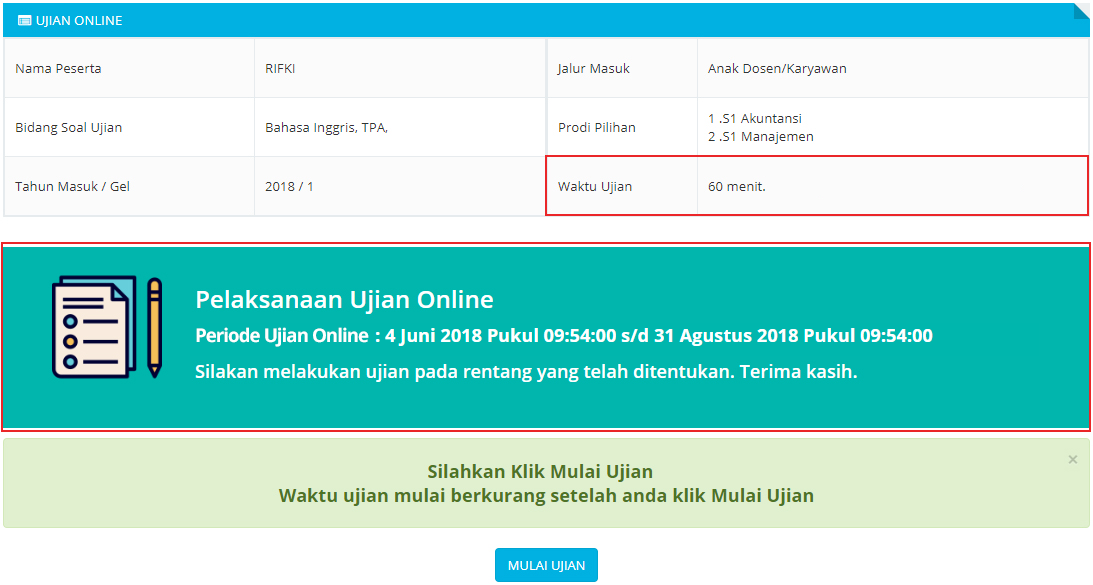 UJIAN ONLINE
Nama Peserta RIFKI Jalur Masuk Anak Dosen/Karyawan
Bidang Soal Ujian Bahasa Inggris, TPA, Prodi Pilihan 1 .S1 Akuntansi
2 .S1 Manajemen
Tahun Masuk / Gel 2018 / 1 Waktu Ujian 60 menit.
Pelaksanaan Ujian Online
Periode Ujian Online : 4 Juni 2018 Pukul 09:54:00 s/d 31 Agustus 2018 Pukul 09:54:00
Silakan melakukan ujian pada rentang yang telah ditentukan. Terima kasih.
×
Silahkan Klik Mulai Ujian
Waktu ujian mulai berkurang setelah anda klik Mulai Ujian
MULAI UJIAN